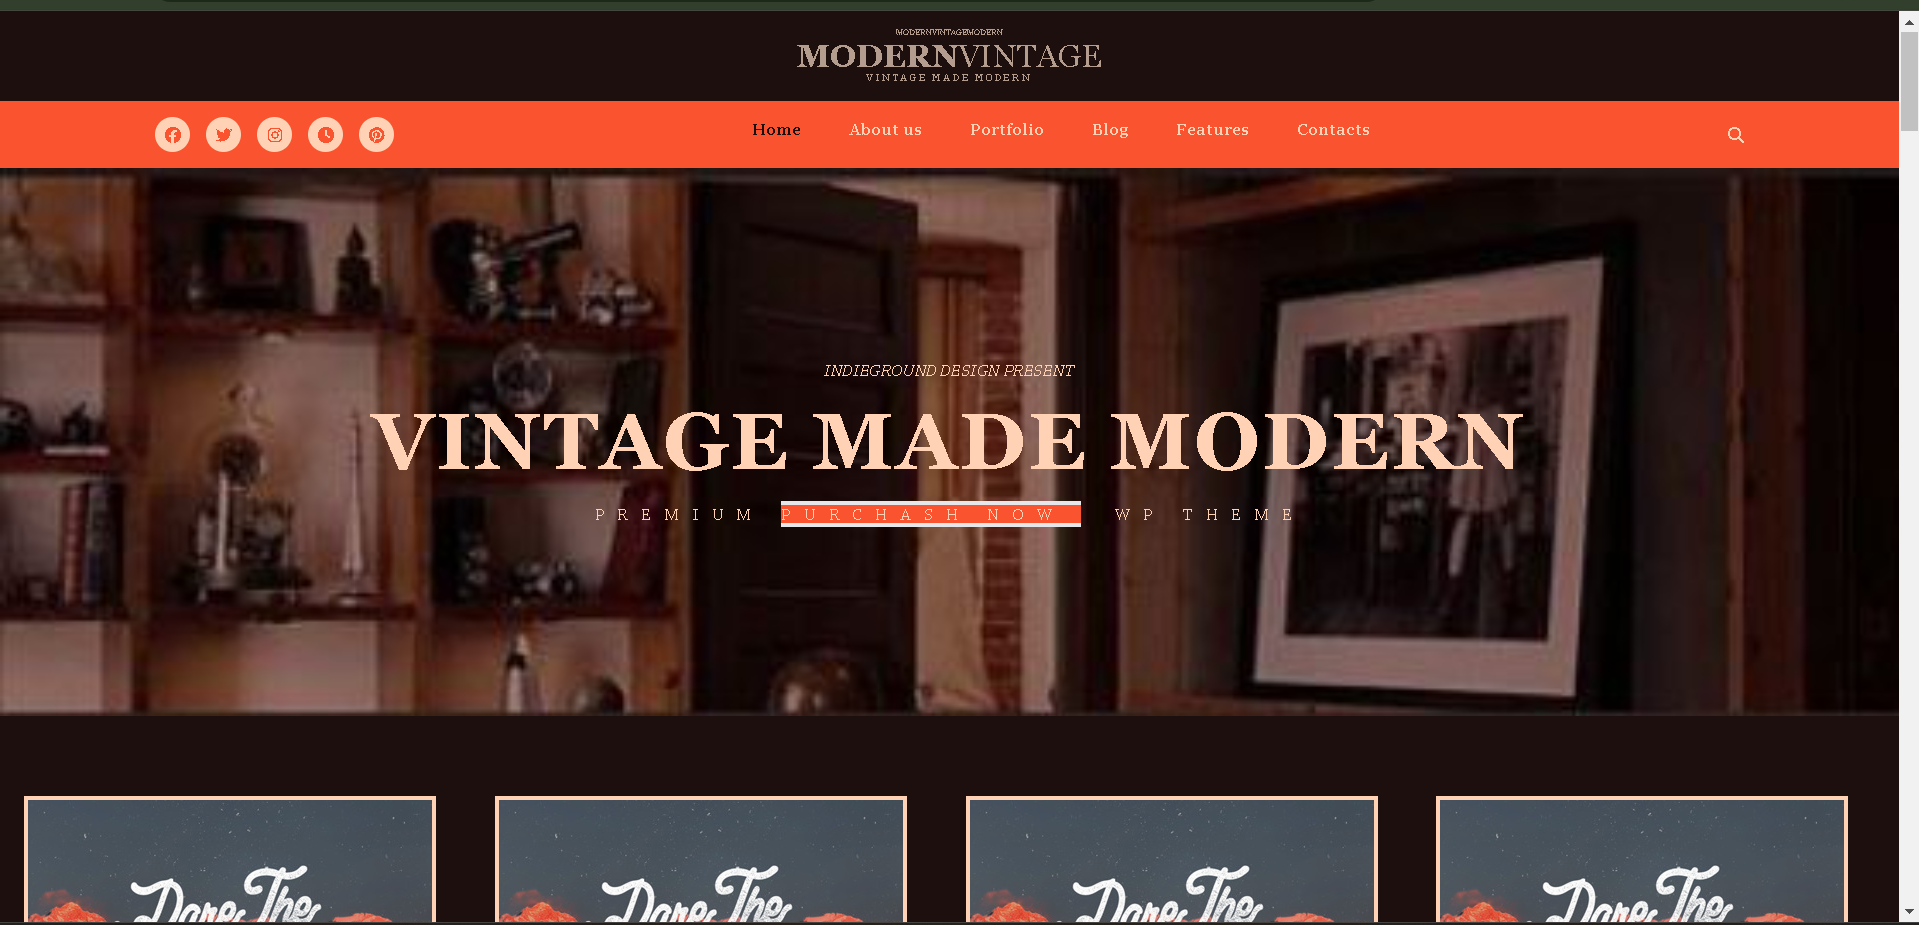 MODERNVINTAGEMODERN
MODERNVINTAGE
VINTAGE MADE MODERN
Home About us Portfolio Blog Features Contacts
INDIEGROUND DESIGN PRESENT
VINTAGE MADE MODERN
PREMIUM PURCHASH NOW WP THEME
Dare The Dare The Dare The Dare The